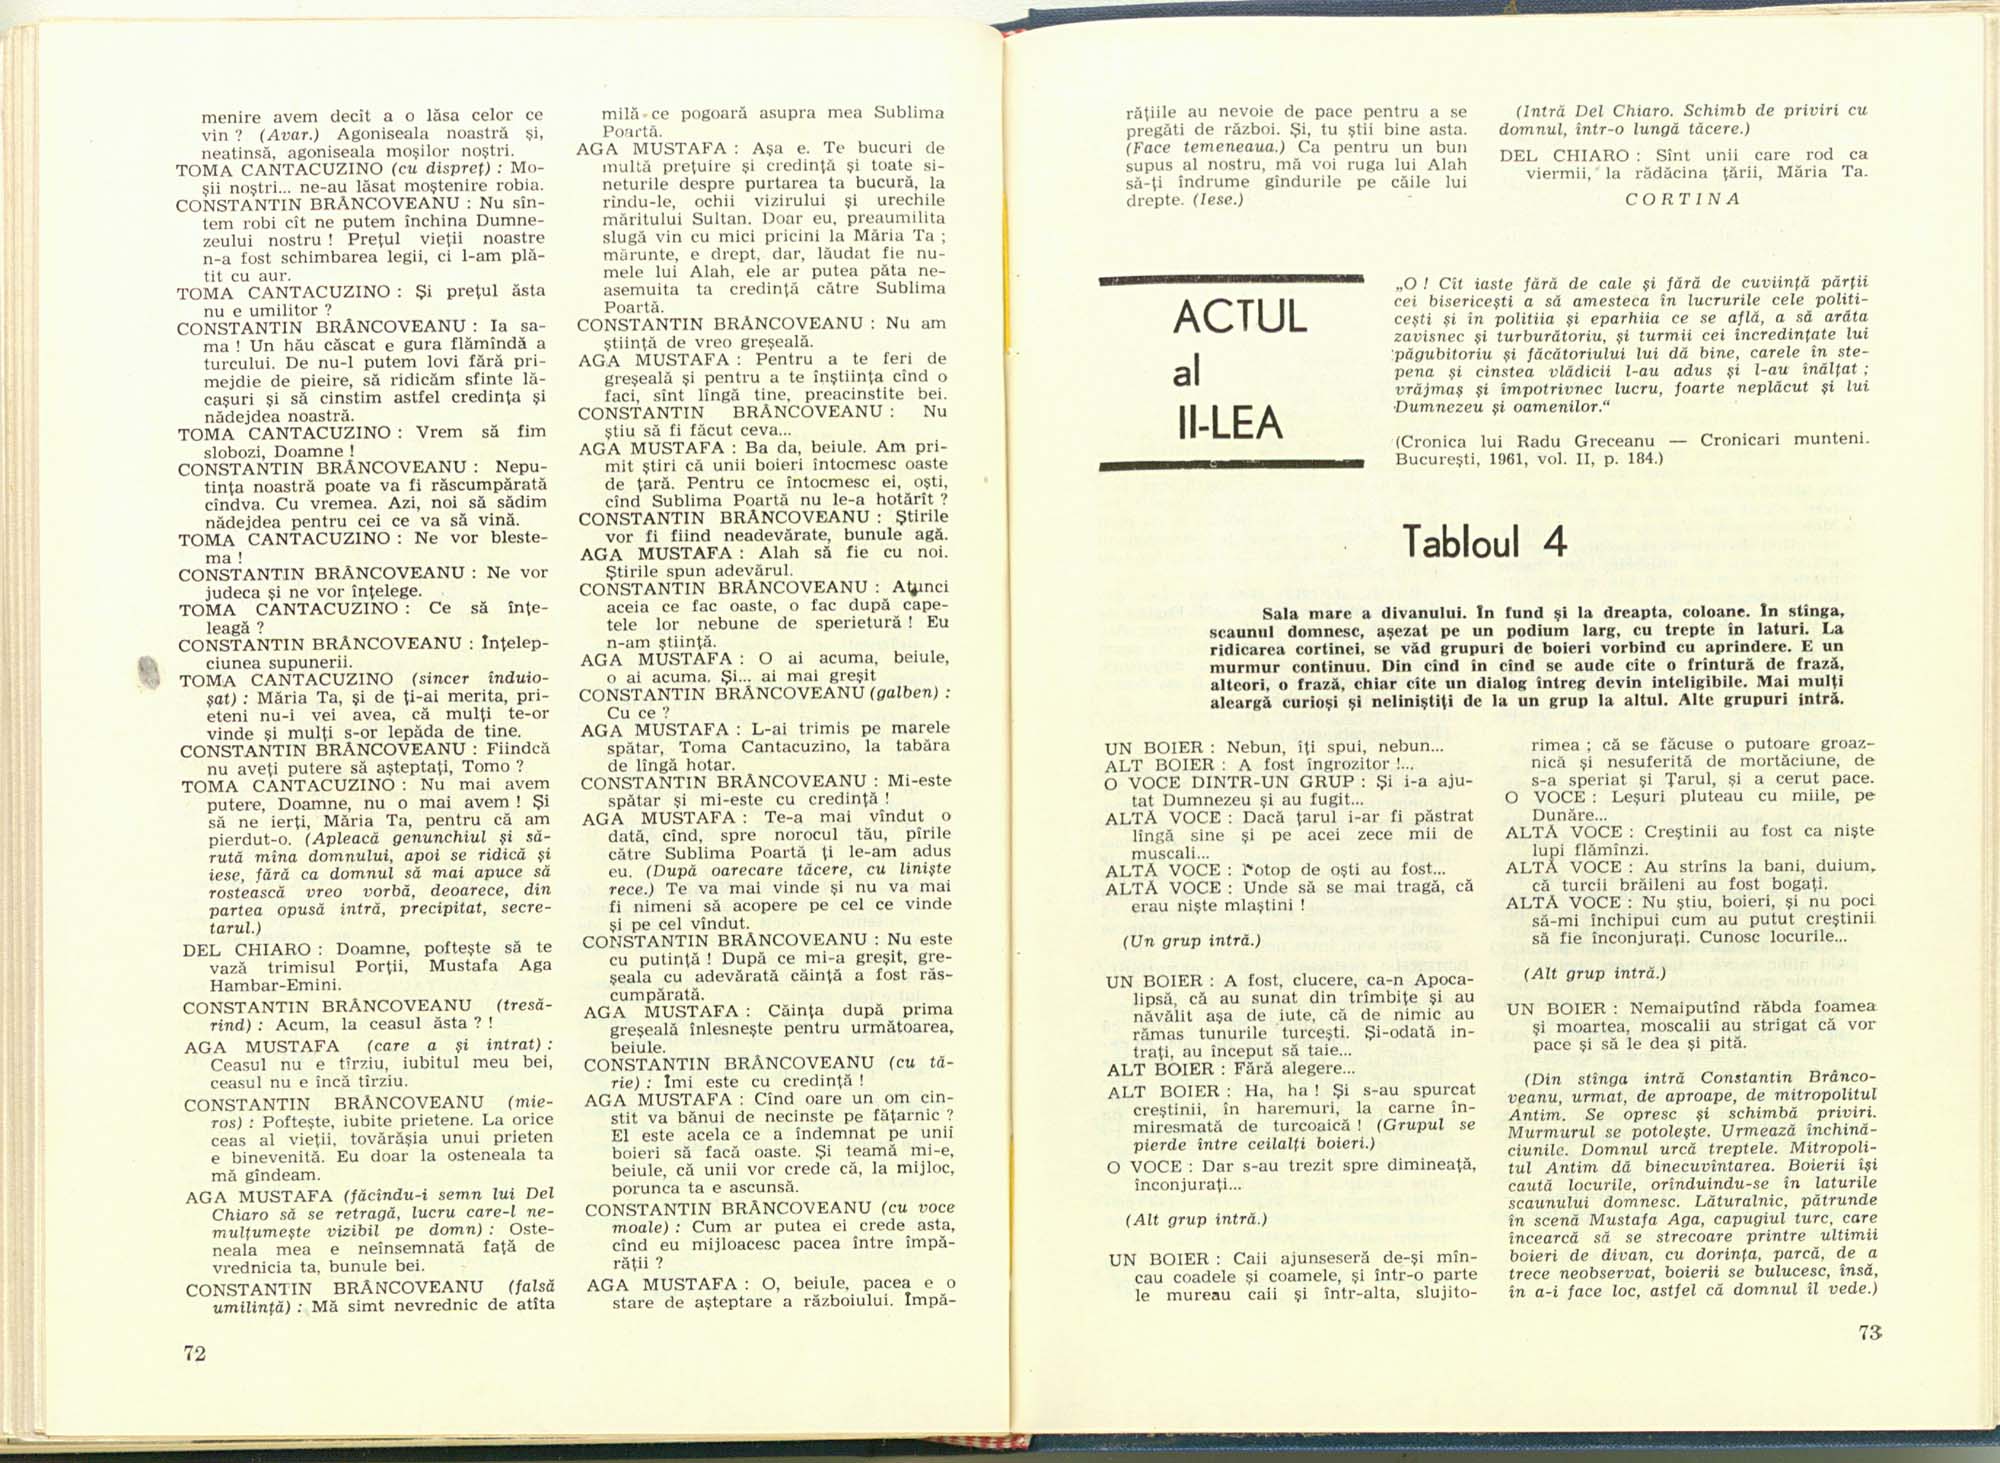 menire avem decît a o lăsa celor ce
vin ? (Avar.) Agoniseala noastră și,
neatinsă, agoniseala moșilor noștri.
TOMA CANTACUZINO (cu dispreț) : Mo-
șii noștri... ne-au lăsat moștenire robia.
CONSTANTIN BRÂNCOVEANU : Nu sîn-
tem robi cît ne putem închina Dumne-
zeului nostru ! Prețul vieții noastre
n-a fost schimbarea legii, ci l-am plă-
tit cu aur.
TOMA CANTACUZINO : Și prețul ăsta
nu e umilitor ?
CONSTANTIN BRÂNCOVEANU : Ia sa-
ma ! Un hău căscat e gura flămîndă a
turcului. De nu-l putem lovi fără pri-
mejdie de pieire, să ridicăm sfinte lă-
cașuri și să cinstim astfel credința și
nădejdea noastră.
TOMA CANTACUZINO : Vrem să fim
slobozi, Doamne !
CONSTANTIN BRÂNCOVEANU : Nepu-
tința noastră poate va fi răscumpărată
cîndva. Cu vremea. Azi, noi să sădim
nădejdea pentru cei ce va să vină.
TOMA CANTACUZINO : Ne vor bleste-
ma !
CONSTANTIN BRÂNCOVEANU : Ne vor
judeca și ne vor înțelege.
TOMA CANTACUZINO : Ce să înțe-
leagă ?
CONSTANTIN BRÂNCOVEANU : Înțelep-
ciunea supunerii.
TOMA CANTACUZINO (sincer înduio-
șat) : Măria Ta, și de ți-ai merita, pri-
eteni nu-i vei avea, că mulți te-or
vinde și mulți s-or lepăda de tine.
CONSTANTIN BRÂNCOVEANU : Fiindcă
nu aveți putere să așteptați, Tomo ?
TOMA CANTACUZINO : Nu mai avem
putere, Doamne, nu o mai avem ! Și
să ne ierți, Măria Ta, pentru că am
pierdut-o. (Apleacă genunchiul și să-
rută mîna domnului, apoi se ridică și
iese, fără ca domnul să mai apuce să
rostească vreo vorbă, deoarece, din
partea opusă intră, precipitat, secre-
tarul.)
DEL CHIARO : Doamne, poftește să te
vază trimisul Porții, Mustafa Aga
Hambar-Emini.
CONSTANTIN BRÂNCOVEANU (tresă-
rind) : Acum, la ceasul ăsta ? !
AGA MUSTAFA (care a și intrat) :
Ceasul nu e tîrziu, iubitul meu bei,
ceasul nu e încă tîrziu.
CONSTANTIN BRÂNCOVEANU (mie-
ros) : Poftește, iubite prietene. La orice
ceas al vieții, tovărășia unui prieten
e binevenită. Eu doar la osteneala ta
mă gîndeam.
AGA MUSTAFA (făcîndu-i semn lui Del
Chiaro să se retragă, lucru care-l ne-
mulțumește vizibil pe domn) : Oste-
neala mea e neînsemnată față de
vrednicia ta, bunule bei.
CONSTANTIN BRÂNCOVEANU (falsă
umilință) : Mă simt nevrednic de atîta
72
milă ce pogoară asupra mea Sublima
Poartă.
AGA MUSTAFA : Așa e. Te bucuri de
multă prețuire și credință și toate si-
neturile despre purtarea ta bucură, la
rîndu-le, ochii vizirului și urechile
măritului Sultan. Doar eu, preaumilita
slugă vin cu mici pricini la Măria Ta ;
mărunte, e drept, dar, lăudat fie nu-
mele lui Alah, ele ar putea păta ne-
asemuita ta credință către Sublima
Poartă.
CONSTANTIN BRÂNCOVEANU : Nu am
știință de vreo greșeală.
AGA MUSTAFA : Pentru a te feri de
greșeală și pentru a te înștiința cînd o
faci, sînt lîngă tine, preacinstite bei.
CONSTANTIN BRÂNCOVEANU : Nu
știu să fi făcut ceva...
AGA MUSTAFA : Ba da, beiule. Am pri-
mit știri că unii boieri întocmesc oaste
de țară. Pentru ce întocmesc ei, oști,
cînd Sublima Poartă nu le-a hotărît ?
CONSTANTIN BRÂNCOVEANU : Știrile
vor fi fiind neadevărate, bunule agă.
AGA MUSTAFA : Alah să fie cu noi.
Știrile spun adevărul.
CONSTANTIN BRÂNCOVEANU : Atunci
aceia ce fac oaste, o fac după cape-
tele lor nebune de sperietură ! Eu
n-am știință.
AGA MUSTAFA : O ai acuma, beiule,
o ai acuma. Și... ai mai greșit
CONSTANTIN BRÂNCOVEANU (galben) :
Cu ce ?
AGA MUSTAFA : L-ai trimis pe marele
spătar, Toma Cantacuzino, la tabăra
de lîngă hotar.
CONSTANTIN BRÂNCOVEANU : Mi-este
spătar și mi-este cu credință !
AGA MUSTAFA : Te-a mai vîndut o
dată, cînd, spre norocul tău, pîrile
către Sublima Poartă ți le-am adus
eu. (După oarecare tăcere, cu liniște
rece.) Te va mai vinde și nu va mai
fi nimeni să acopere pe cel ce vinde
și pe cel vîndut.
CONSTANTIN BRÂNCOVEANU : Nu este
cu putință ! După ce mi-a greșit, gre-
șeala cu adevărată căință a fost răs-
cumpărată.
AGA MUSTAFA : Căința după prima
greșeală înlesnește pentru următoarea,
beiule.
CONSTANTIN BRÂNCOVEANU (cu tă-
rie) : Îmi este cu credință !
AGA MUSTAFA : Cînd oare un om cin-
stit va bănui de necinste pe fățarnic ?
El este acela ce a îndemnat pe unii
boieri să facă oaste. Și teamă mi-e,
beiule, că unii vor crede că, la mijloc,
porunca ta e ascunsă.
CONSTANTIN BRÂNCOVEANU (cu voce
moale) : Cum ar putea ei crede asta,
cînd eu mijloacesc pacea între împă-
rății ?
AGA MUSTAFA : O, beiule, pacea e o
stare de așteptare a războiului. Împă-
rățiile au nevoie de pace pentru a se
pregăti de război. Și, tu știi bine asta.
(Face temeneaua.) Ca pentru un bun
supus al nostru, mă voi ruga lui Alah
să-ți îndrume gîndurile pe căile lui
drepte. (Iese.)
(Intră Del Chiaro. Schimb de priviri cu
domnul, într-o lungă tăcere.)
DEL CHIARO : Sînt unii care rod ca
viermii, la rădăcina țării, Măria Ta.
CORTINA
ACTUL
al
II-LEA
„O ! Cît iaste fără de cale și fără de cuviință părții
cei bisericești a să amesteca în lucrurile cele politi-
cești și în politiia și eparhiia ce se află, a să arăta
zavisnec și turburătoriu, și turmii cei încredințate lui
păgubitoriu și făcătoriului lui dă bine, carele în ste-
pena și cinstea vlădicii l-au adus și l-au înălțat ;
vrăjmaș și împotrivnec lucru, foarte neplăcut și lui
Dumnezeu și oamenilor.“
(Cronica lui Radu Greceanu — Cronicari munteni.
București, 1961, vol. II, p. 184.)
Tabloul 4
Sala mare a divanului. În fund și la dreapta, coloane. În stînga,
scaunul domnesc, așezat pe un podium larg, cu trepte în laturi. La
ridicarea cortinei, se văd grupuri de boieri vorbind cu aprindere. E un
murmur continuu. Din cînd în cînd se aude cîte o frîntură de frază,
alteori, o frază, chiar cîte un dialog întreg devin inteligibile. Mai mulți
aleargă curioși și neliniștiți de la un grup la altul. Alte grupuri intră.
UN BOIER : Nebun, îți spui, nebun...
ALT BOIER : A fost îngrozitor !...
O VOCE DINTR-UN GRUP : Și i-a aju-
tat Dumnezeu și au fugit...
ALTĂ VOCE : Dacă țarul i-ar fi păstrat
lîngă sine și pe acei zece mii de
muscali...
ALTĂ VOCE : Potop de oști au fost...
ALTĂ VOCE : Unde să se mai tragă, că
erau niște mlaștini !
(Un grup intră.)
UN BOIER : A fost, clucere, ca-n Apoca-
lipsă, că au sunat din trîmbițe și au
năvălit așa de iute, că de nimic au
rămas tunurile turcești. Și-odată in-
trați, au început să taie...
ALT BOIER : Fără alegere...
ALT BOIER : Ha, ha ! Și s-au spurcat
creștinii, în haremuri, la carne în-
miresmată de turcoaică ! (Grupul se
pierde între ceilalți boieri.)
O VOCE : Dar s-au trezit spre dimineață,
înconjurați...
(Alt grup intră.)
UN BOIER : Caii ajunseseră de-și mîn-
cau coadele și coamele, și într-o parte
le mureau caii și într-alta, slujito-
rimea ; că se făcuse o putoare groaz-
nică și nesuferită de mortăciune, de
s-a speriat și Țarul, și a cerut pace.
O VOCE : Leșuri pluteau cu miile, pe
Dunăre...
ALTĂ VOCE : Creștinii au fost ca niște
lupi flămînzi.
ALTĂ VOCE : Au strîns la bani, duium,
că turcii brăileni au fost bogați.
ALTĂ VOCE : Nu știu, boieri, și nu poci
să-mi închipui cum au putut creștinii
să fie înconjurați. Cunosc locurile...
(Alt grup intră.)
UN BOIER : Nemaiputînd răbda foamea
și moartea, moscalii au strigat că vor
pace și să le dea și pită.
(Din stînga intră Constantin Brânco-
veanu, urmat, de aproape, de mitropolitul
Antim. Se opresc și schimbă priviri.
Murmurul se potolește. Urmează închină-
ciunile. Domnul urcă treptele. Mitropoli-
tul Antim dă binecuvîntarea. Boierii își
caută locurile, orînduindu-se în laturile
scaunului domnesc. Lăturalnic, pătrunde
în scenă Mustafa Aga, capugiul turc, care
încearcă să se strecoare printre ultimii
boieri de divan, cu dorința, parcă, de a
trece neobservat, boierii se bulucesc, însă,
în a-i face loc, astfel că domnul îl vede.)
73